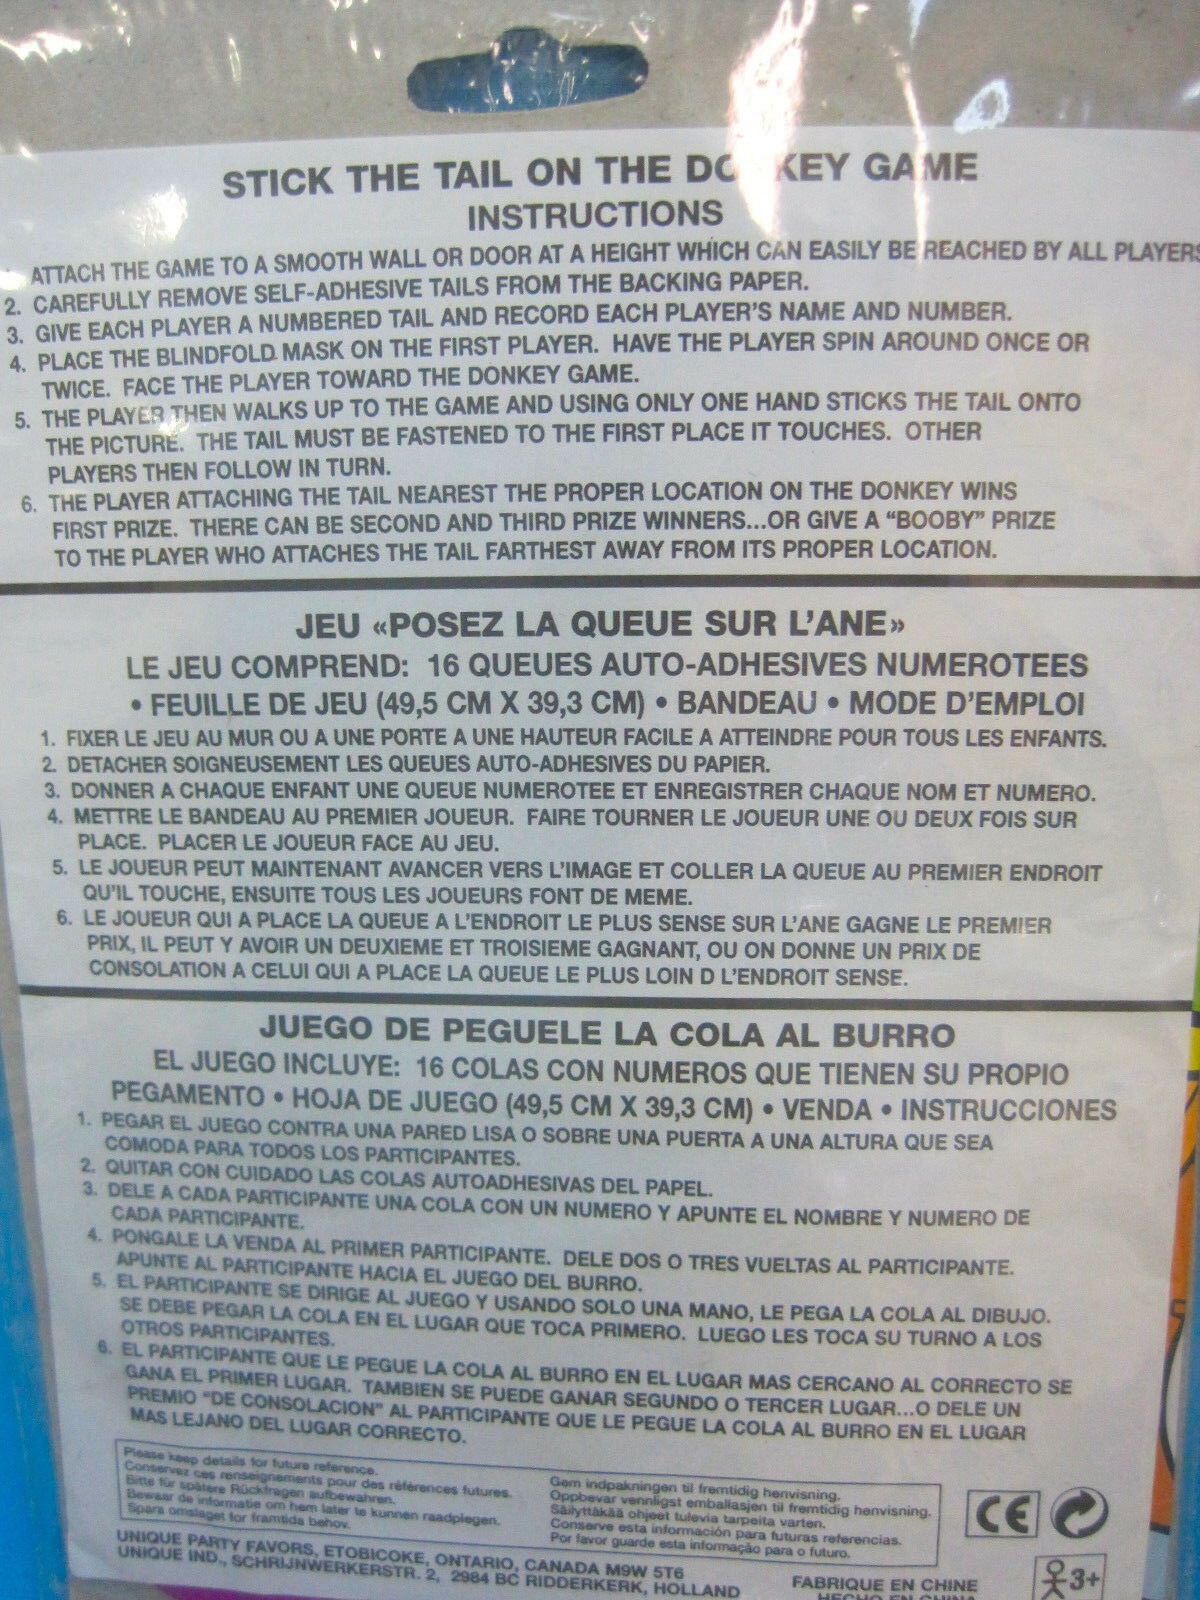 STICK THE TAIL ON THE DONKEY GAME
INSTRUCTIONS
ATTACH THE GAME TO A SMOOTH WALL OR DOOR AT A HEIGHT WHICH CAN EASILY BE REACHED BY ALL PLAYERS
2. CAREFULLY REMOVE SELF-ADHESIVE TAILS FROM THE BACKING PAPER.
3. GIVE EACH PLAYER A NUMBERED TAIL AND RECORD EACH PLAYER'S NAME AND NUMBER.
4. PLACE THE BLINDFOLD MASK ON THE FIRST PLAYER. HAVE THE PLAYER SPIN AROUND ONCE OR
TWICE. FACE THE PLAYER TOWARD THE DONKEY GAME.
5. THE PLAYER THEN WALKS UP TO THE GAME AND USING ONLY ONE HAND STICKS THE TAIL ONTO
THE PICTURE. THE TAIL MUST BE FASTENED TO THE FIRST PLACE IT TOUCHES. OTHER
PLAYERS THEN FOLLOW IN TURN.
6. THE PLAYER ATTACHING THE TAIL NEAREST THE PROPER LOCATION ON THE DONKEY WINS
FIRST PRIZE. THERE CAN BE SECOND AND THIRD PRIZE WINNERS...OR GIVE A “BOOBY” PRIZE
TO THE PLAYER WHO ATTACHES THE TAIL FARTHEST AWAY FROM ITS PROPER LOCATION.
JEU «POSEZ LA QUEUE SUR L'ANE»
LE JEU COMPREND: 16 QUEUES AUTO-ADHESIVES NUMEROTEES
• FEUILLE DE JEU (49,5 CM X 39,3 CM) • BANDEAU • MODE D'EMPLOI
1. FIXER LE JEU AU MUR OU A UNE PORTE A UNE HAUTEUR FACILE A ATTEINDRE POUR TOUS LES ENFANTS.
2. DETACHER SOIGNEUSEMENT LES QUEUES AUTO-ADHESIVES DU PAPIER.
3. DONNER A CHAQUE ENFANT UNE QUEUE NUMEROTEE ET ENREGISTRER CHAQUE NOM ET NUMERO.
4. METTRE LE BANDEAU AU PREMIER JOUEUR. FAIRE TOURNER LE JOUEUR UNE OU DEUX FOIS SUR
PLACE. PLACER LE JOUEUR FACE AU JEU.
5. LE JOUEUR PEUT MAINTENANT AVANCER VERS L'IMAGE ET COLLER LA QUEUE AU PREMIER ENDROIT
QU'IL TOUCHE, ENSUITE TOUS LES JOUEURS FONT DE MEME.
6. LE JOUEUR QUI A PLACE LA QUEUE A L'ENDROIT LE PLUS SENSE SUR L'ANE GAGNE LE PREMIER
PRIX, IL PEUT Y AVOIR UN DEUXIEME ET TROISIEME GAGNANT, OU ON DONNE UN PRIX DE
CONSOLATION A CELUI QUI A PLACE LA QUEUE LE PLUS LOIN D L'ENDROIT SENSE.
JUEGO DE PEGUELE LA COLA AL BURRO
EL JUEGO INCLUYE: 16 COLAS CON NUMEROS QUE TIENEN SU PROPIO
PEGAMENTO • HOJA DE JUEGO (49,5 CM X 39,3 CM) • VENDA • INSTRUCCIONES
1. PEGAR EL JUEGO CONTRA UNA PARED LISA O SOBRE UNA PUERTA A UNA ALTURA QUE SEA
COMODA PARA TODOS LOS PARTICIPANTES.
2. QUITAR CON CUIDADO LAS COLAS AUTOADHESIVAS DEL PAPEL.
3. DELE A CADA PARTICIPANTE UNA COLA CON UN NUMERO Y APUNTE EL NOMBRE Y NUMERO DE
CADA PARTICIPANTE.
4. PONGALE LA VENDA AL PRIMER PARTICIPANTE. DELE DOS O TRES VUELTAS AL PARTICIPANTE.
APUNTE AL PARTICIPANTE HACIA EL JUEGO DEL BURRO.
5. EL PARTICIPANTE SE DIRIGE AL JUEGO Y USANDO SOLO UNA MANO, LE PEGA LA COLA AL DIBUJO.
SE DEBE PEGAR LA COLA EN EL LUGAR QUE TOCA PRIMERO. LUEGO LES TOCA SU TURNO A LOS
OTROS PARTICIPANTES.
6. EL PARTICIPANTE QUE LE PEGUE LA COLA AL BURRO EN EL LUGAR MAS CERCANO AL CORRECTO SE
GANA EL PRIMER LUGAR. TAMBIEN SE PUEDE GANAR SEGUNDO O TERCER LUGAR...O DELE UN
PREMIO “DE CONSOLACION” AL PARTICIPANTE QUE LE PEGUE LA COLA AL BURRO EN EL LUGAR
MAS LEJANO DEL LUGAR CORRECTO.
Please keep details for future reference.
Conservez ces renseignements pour des références futures.
Bitte für spätere Rückfragen aufbewahren.
Bewaar de informatie om hem later te kunnen raadplegen.
Spara omslaget for framtida behov.
Gem indpakningen til fremtidig henvisning.
Oppbevar vennligst emballasjen til fremtidig henvisning.
Säilyttäkää ohjeet tulevia tarpeita varten.
Conserve esta información para futuras referencias.
Por favor guarde esta informação para o futuro.
CE
UNIQUE PARTY FAVORS, ETOBICOKE, ONTARIO, CANADA M9W 5T6
UNIQUE IND., SCHRIJNWERKERSTR. 2, 2984 BC RIDDERKERK, HOLLAND
FABRIQUE EN CHINE
HECHO EN CHINA
3+